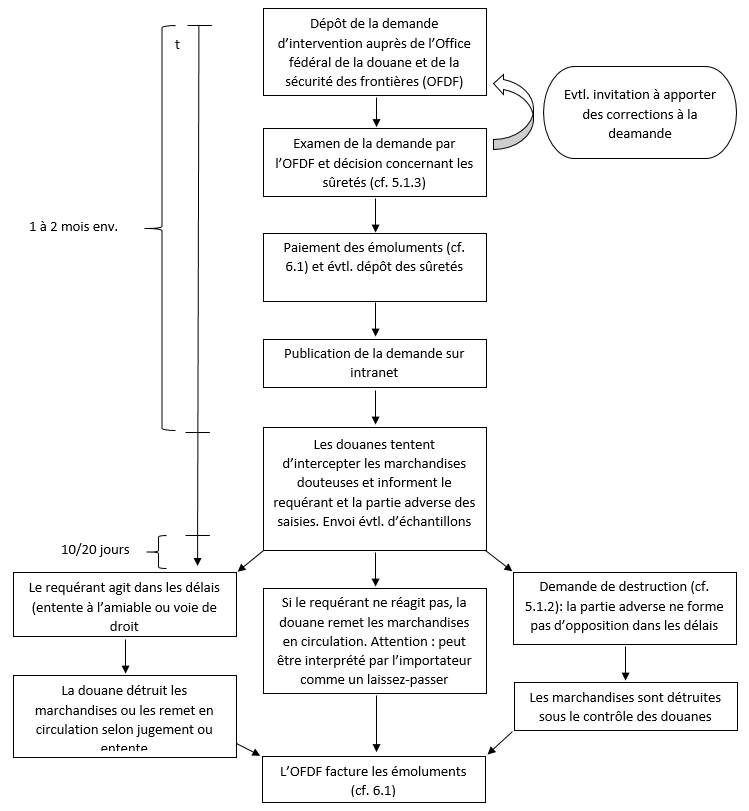 Dépôt de la demande
d'intervention auprès de l'Office
fédéral de la douane et de la
sécurité des frontières (OFDF)
t
Evtl. invitation à apporter
des corrections à la
deamande
Examen de la demande par
l'OFDF et décision concernant les
sûretés (cf. 5.1.3)
1 à 2 mois env.
Paiement des émoluments (cf.
6.1) et évtl. dépôt des sûretés
Publication de la demande sur
intranet
Les douanes tentent
d'intercepter les marchandises
douteuses et informent le
requérant et la partie adverse des
saisies. Envoi évtl. d'échantillons
10/20 jours
Le requérant agit dans les délais
(entente à l'amiable ou voie de
droit
Si le requérant ne réagit pas, la
douane remet les marchandises
en circulation. Attention : peut
être interprété par l'importateur
comme un laissez-passer
Demande de destruction (cf.
5.1.2): la partie adverse ne forme
pas d'opposition dans les délais
La douane détruit les
marchandises ou les remet en
circulation selon jugement ou
entente
Les marchandises sont détruites
sous le contrôle des douanes
L'OFDF facture les émoluments
(cf. 6.1)